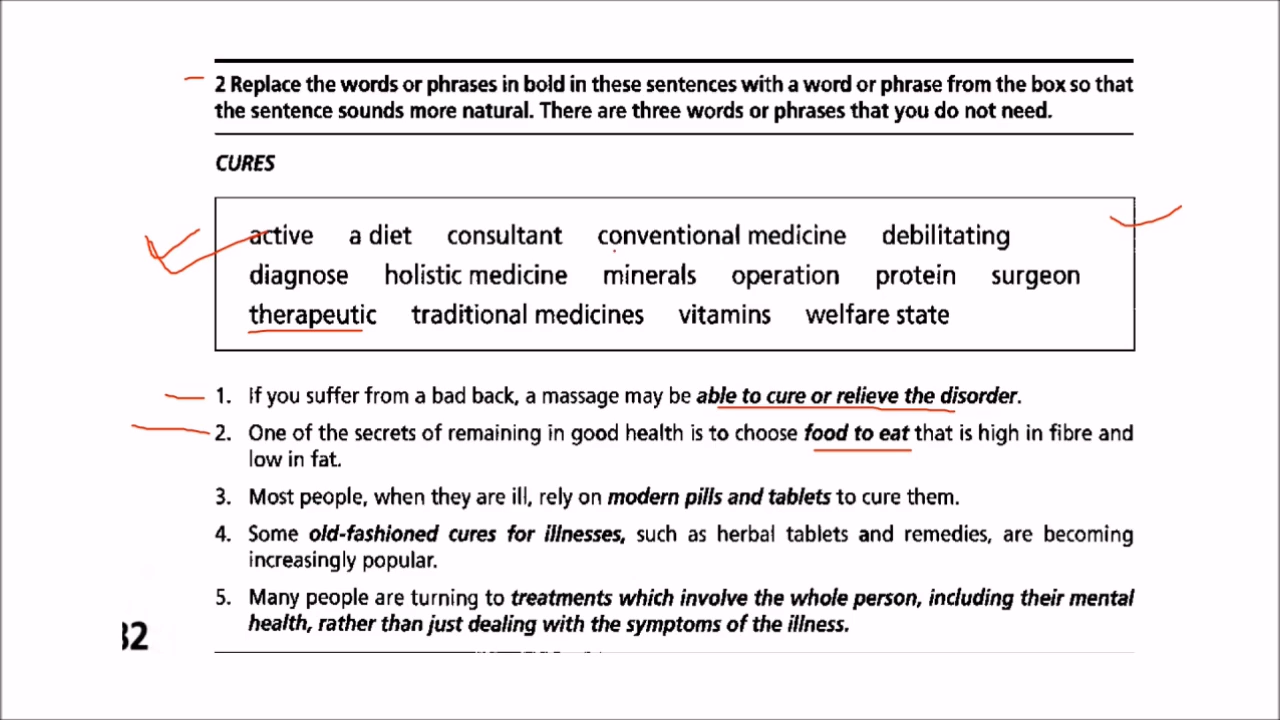 2 Replace the words or phrases in bold in these sentences with a word or phrase from the box so that
the sentence sounds more natural. There are three words or phrases that you do not need.
CURES
active a diet consultant conventional medicine debilitating
diagnose holistic medicine minerals operation protein surgeon
therapeutic traditional medicines vitamins welfare state
1. If you suffer from a bad back, a massage may be able to cure or relieve the disorder.
2. One of the secrets of remaining in good health is to choose food to eat that is high in fibre and
low in fat.
3. Most people, when they are ill, rely on modern pills and tablets to cure them.
4. Some old-fashioned cures for illnesses, such as herbal tablets and remedies, are becoming
increasingly popular.
5. Many people are turning to treatments which involve the whole person, including their mental
health, rather than just dealing with the symptoms of the illness.